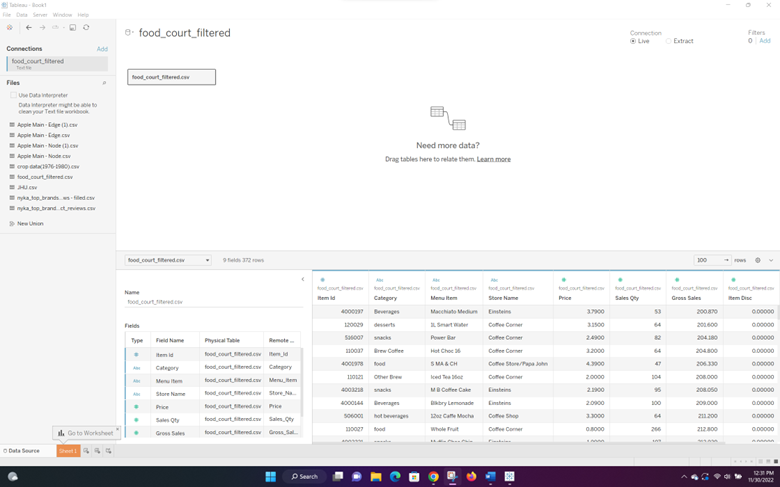 Tableau - Book1
File Data Server Window Help
Connections Add
food_court_filtered
Text file
Files
Use Data Interpreter
Data Interpreter might be able to
clean your Text file workbook.
Apple Main - Edge (1).csv
Apple Main - Edge.csv
Apple Main - Node (1).csv
Apple Main - Node.csv
crop data(1976-1980).csv
food_court_filtered.csv
JHU.csv
nyka_top_brands...ws - filled.csv
nyka_top_brand...ct_reviews.csv
New Union
food_court_filtered
Connection
Live Extract
Filters
0 Add
food_court_filtered.csv
Need more data?
Drag tables here to relate them. Learn more
food_court_filtered.csv 9 fields 372 rows 100 rows
Name
food_court_filtered.csv
Fields
Type Field Name Physical Table Remote ...
Item Id food_court_filtered.csv Item_Id
Abc Category food_court_filtered.csv Category
Abc Menu Item food_court_filtered.csv Menu_Item
Abc Store Name food_court_filtered.csv Store_Na...
Price food_court_filtered.csv Price
Sales Qty food_court_filtered.csv Sales_Qty
Gross Sales food_court_filtered.csv Gross_Sal...
Abc Abc Abc
food_court_filtered.csv food_court_filtered.csv food_court_filtered.csv food_court_filtered.csv food_court_filtered.csv food_court_filtered.csv food_court_filtered.csv food_court_filtered.csv
Item Id Category Menu Item Store Name Price Sales Qty Gross Sales Item Disc
4000197 Beverages Macchiato Medium Einsteins 3.7900 53 200.870 0.00000
120029 desserts 1L Smart Water Coffee Corner 3.1500 64 201.600 0.00000
516007 snacks Power Bar Coffee Corner 2.4900 82 204.180 0.00000
110037 Brew Coffee Hot Choc 16 Coffee Corner 3.2000 64 204.800 0.00000
4001978 food S MA & CH Coffee Store/Papa John 4.3900 47 206.330 0.00000
110121 Other Brew Iced Tea 16oz Coffee Corner 2.0000 104 208.000 0.00000
4003218 snacks M B Coffee Cake Einsteins 2.1900 95 208.050 0.00000
4000144 Beverages Blkbry Lemonade Einsteins 2.0900 100 209.000 0.00000
506001 hot beverages 12oz Caffe Mocha Coffee Shop 3.3000 64 211.200 0.00000
110027 food Whole Fruit Coffee Corner 0.8000 266 212.800 0.00000
Go to Worksheet
Data Source Sheet 1
Search
12:31 PM
11/30/2022